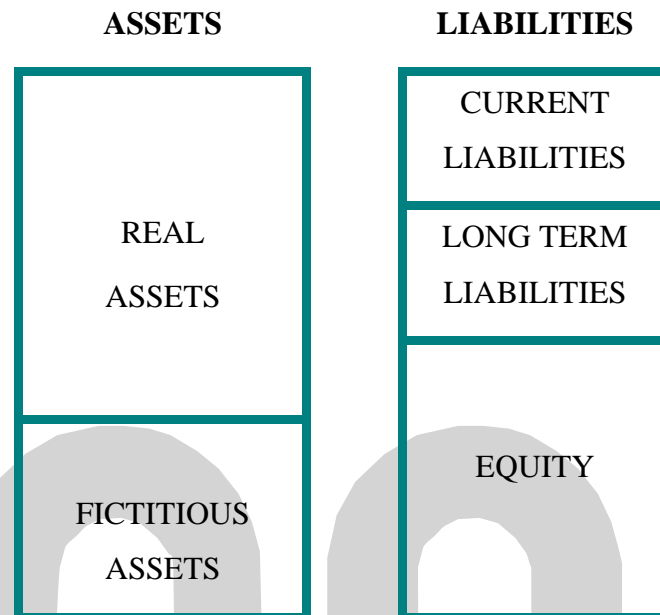 ASSETS
REAL
ASSETS
FICTITIOUS
ASSETS
LIABILITIES
CURRENT
LIABILITIES
LONG TERM
LIABILITIES
EQUITY